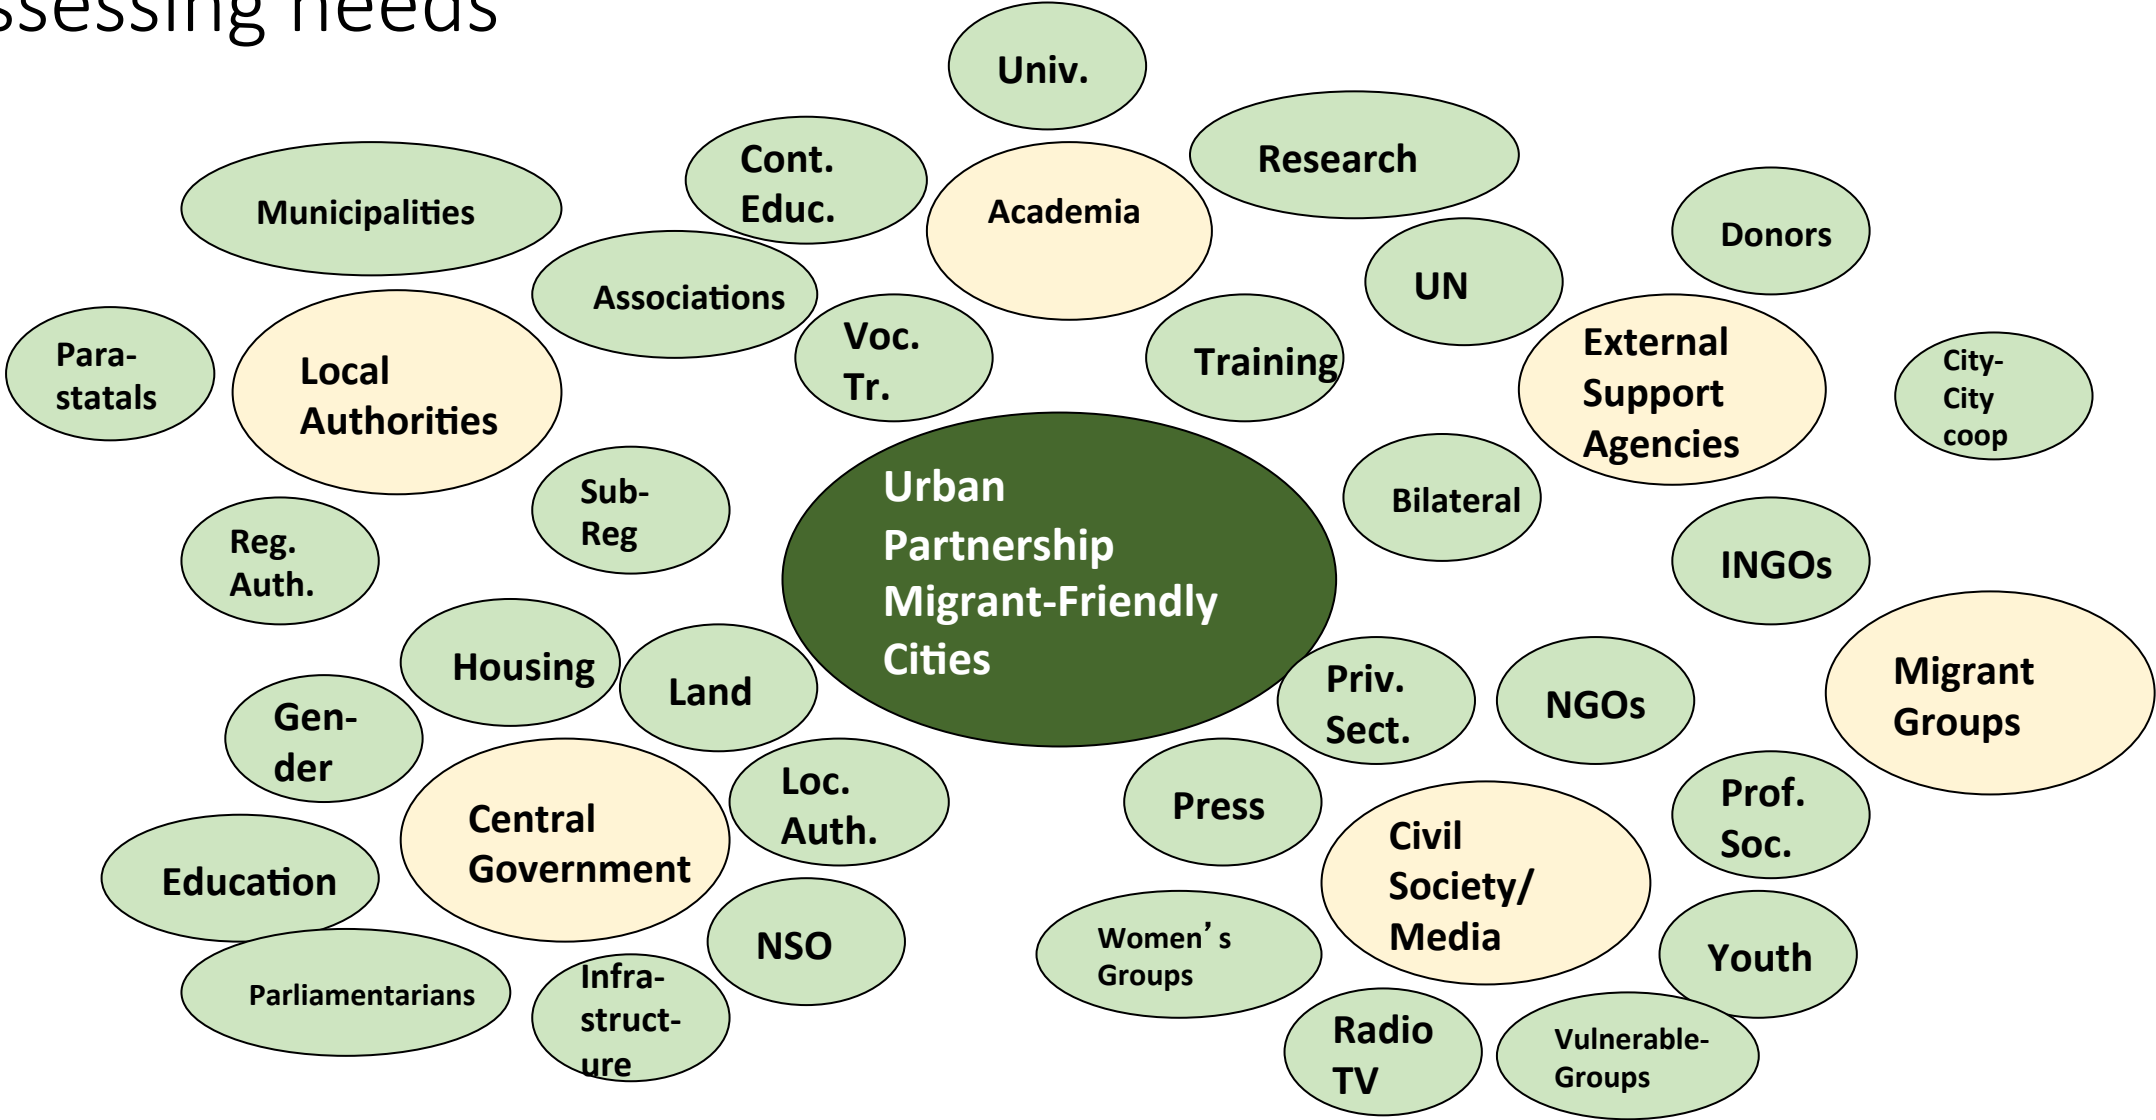 ssessing needs
Univ.
Cont.
Educ.
Research
Municipalities
Academia
Donors
Associations
UN
Voc.
Tr.
Training
External
Support
Agencies
Para-
statals
Local
Authorities
City-
City
coop
Sub-
Reg
Urban
Partnership
Migrant-Friendly
Cities
Bilateral
Reg.
Auth.
INGOs
Housing
Land
Priv.
Sect.
NGOs
Migrant
Groups
Gen-
der
Loc.
Auth.
Press
Prof.
Soc.
Central
Government
Civil
Society/
Media
Education
NSO
Women’s
Groups
Youth
Parliamentarians
Infra-
struct-
ure
Radio
TV
Vulnerable-
Groups